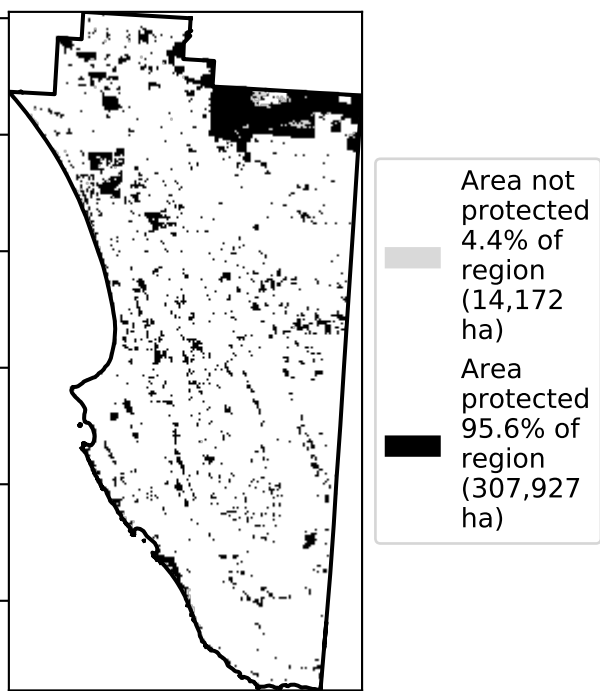 Area not
protected
4.4% of
region
(14,172
ha)
Area
protected
95.6% of
region
(307,927
ha)